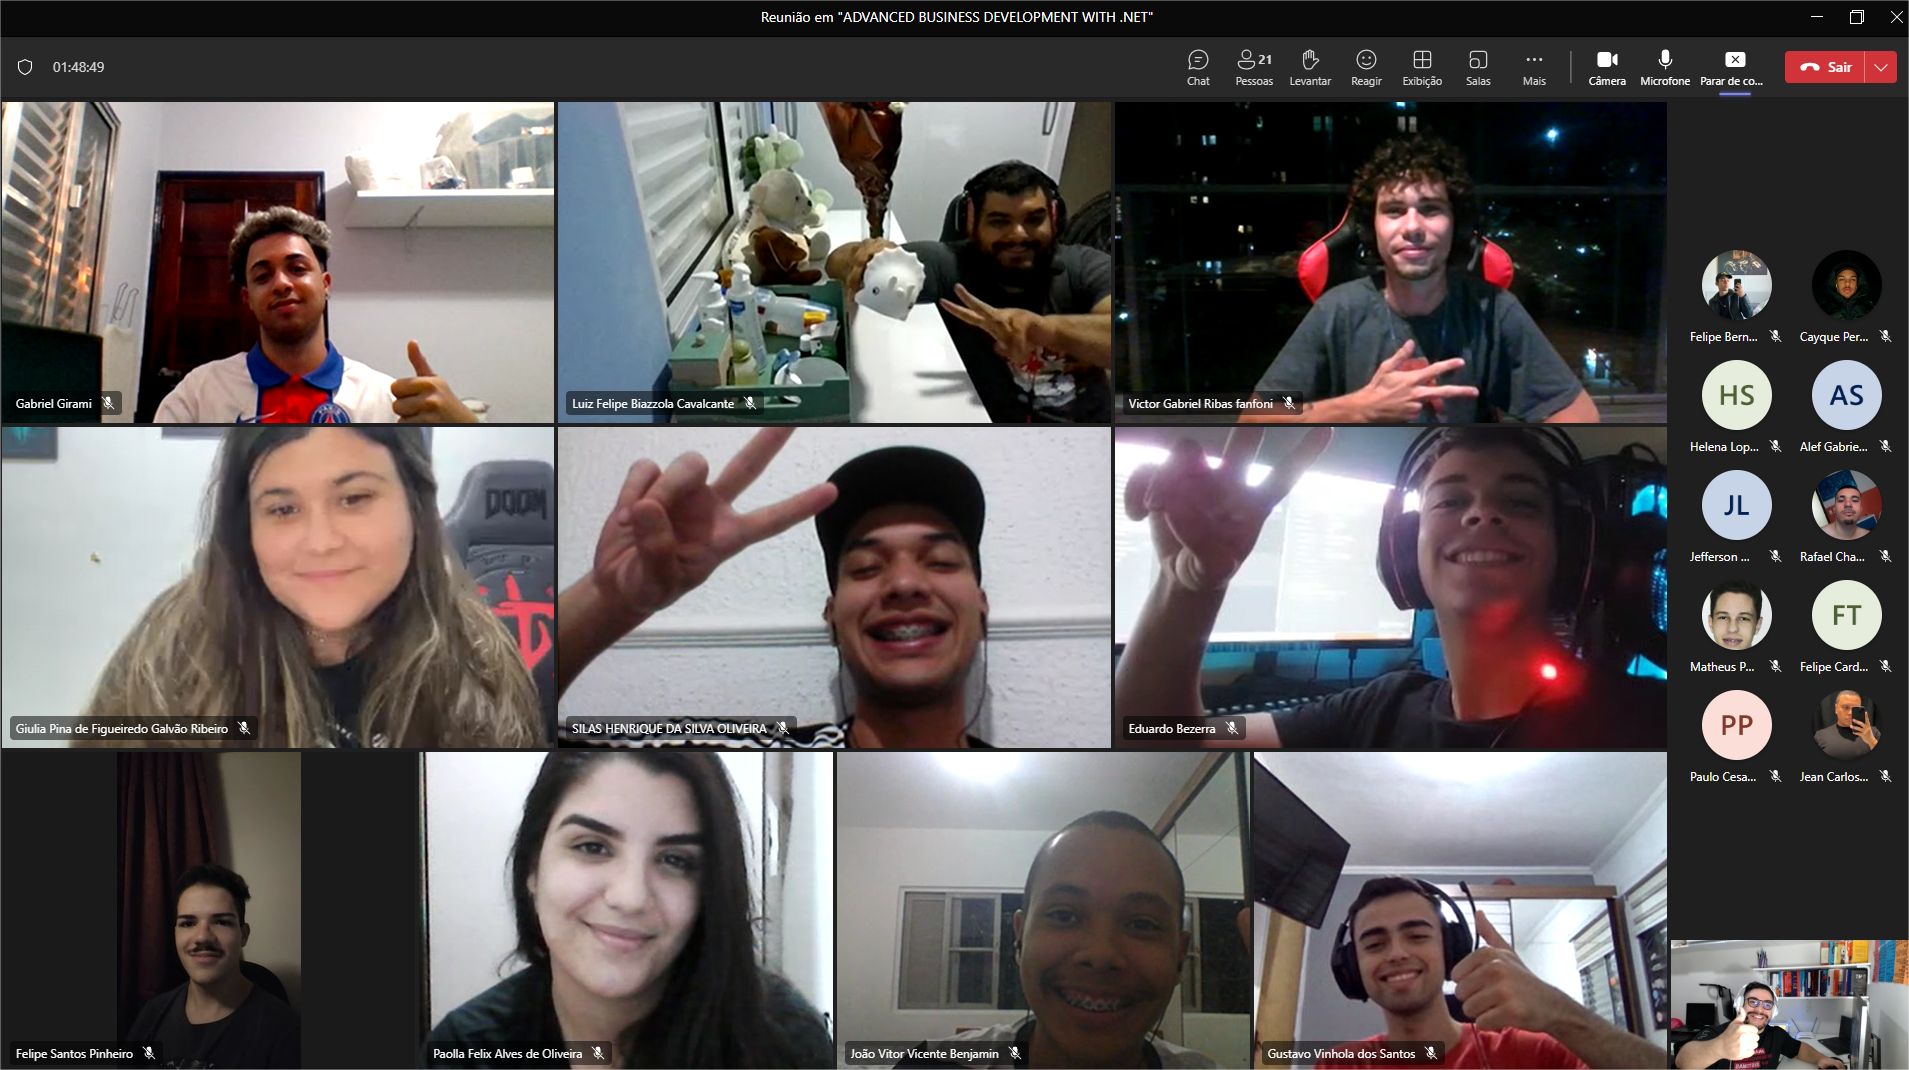 Reunião em "ADVANCED BUSINESS DEVELOPMENT WITH .NET"
01:48:49
21
Chat Pessoas Levantar Reagir Exibição Salas Mais Câmera Microfone Parar de co... Sair
Gabriel Girami
Luiz Felipe Biazzola Cavalcante
Victor Gabriel Ribas fanfoni
Felipe Bern... Cayque Per...
HS AS
Helena Lop... Alef Gabrie...
DOOM
Giulia Pina de Figueiredo Galvão Ribeiro
SILAS HENRIQUE DA SILVA OLIVEIRA
Eduardo Bezerra
JL
Jefferson ... Rafael Cha...
FT
Matheus P... Felipe Card...
PP
Paulo Cesa... Jean Carlos...
Felipe Santos Pinheiro
Paolla Felix Alves de Oliveira
João Vitor Vicente Benjamin
Gustavo Vinhola dos Santos